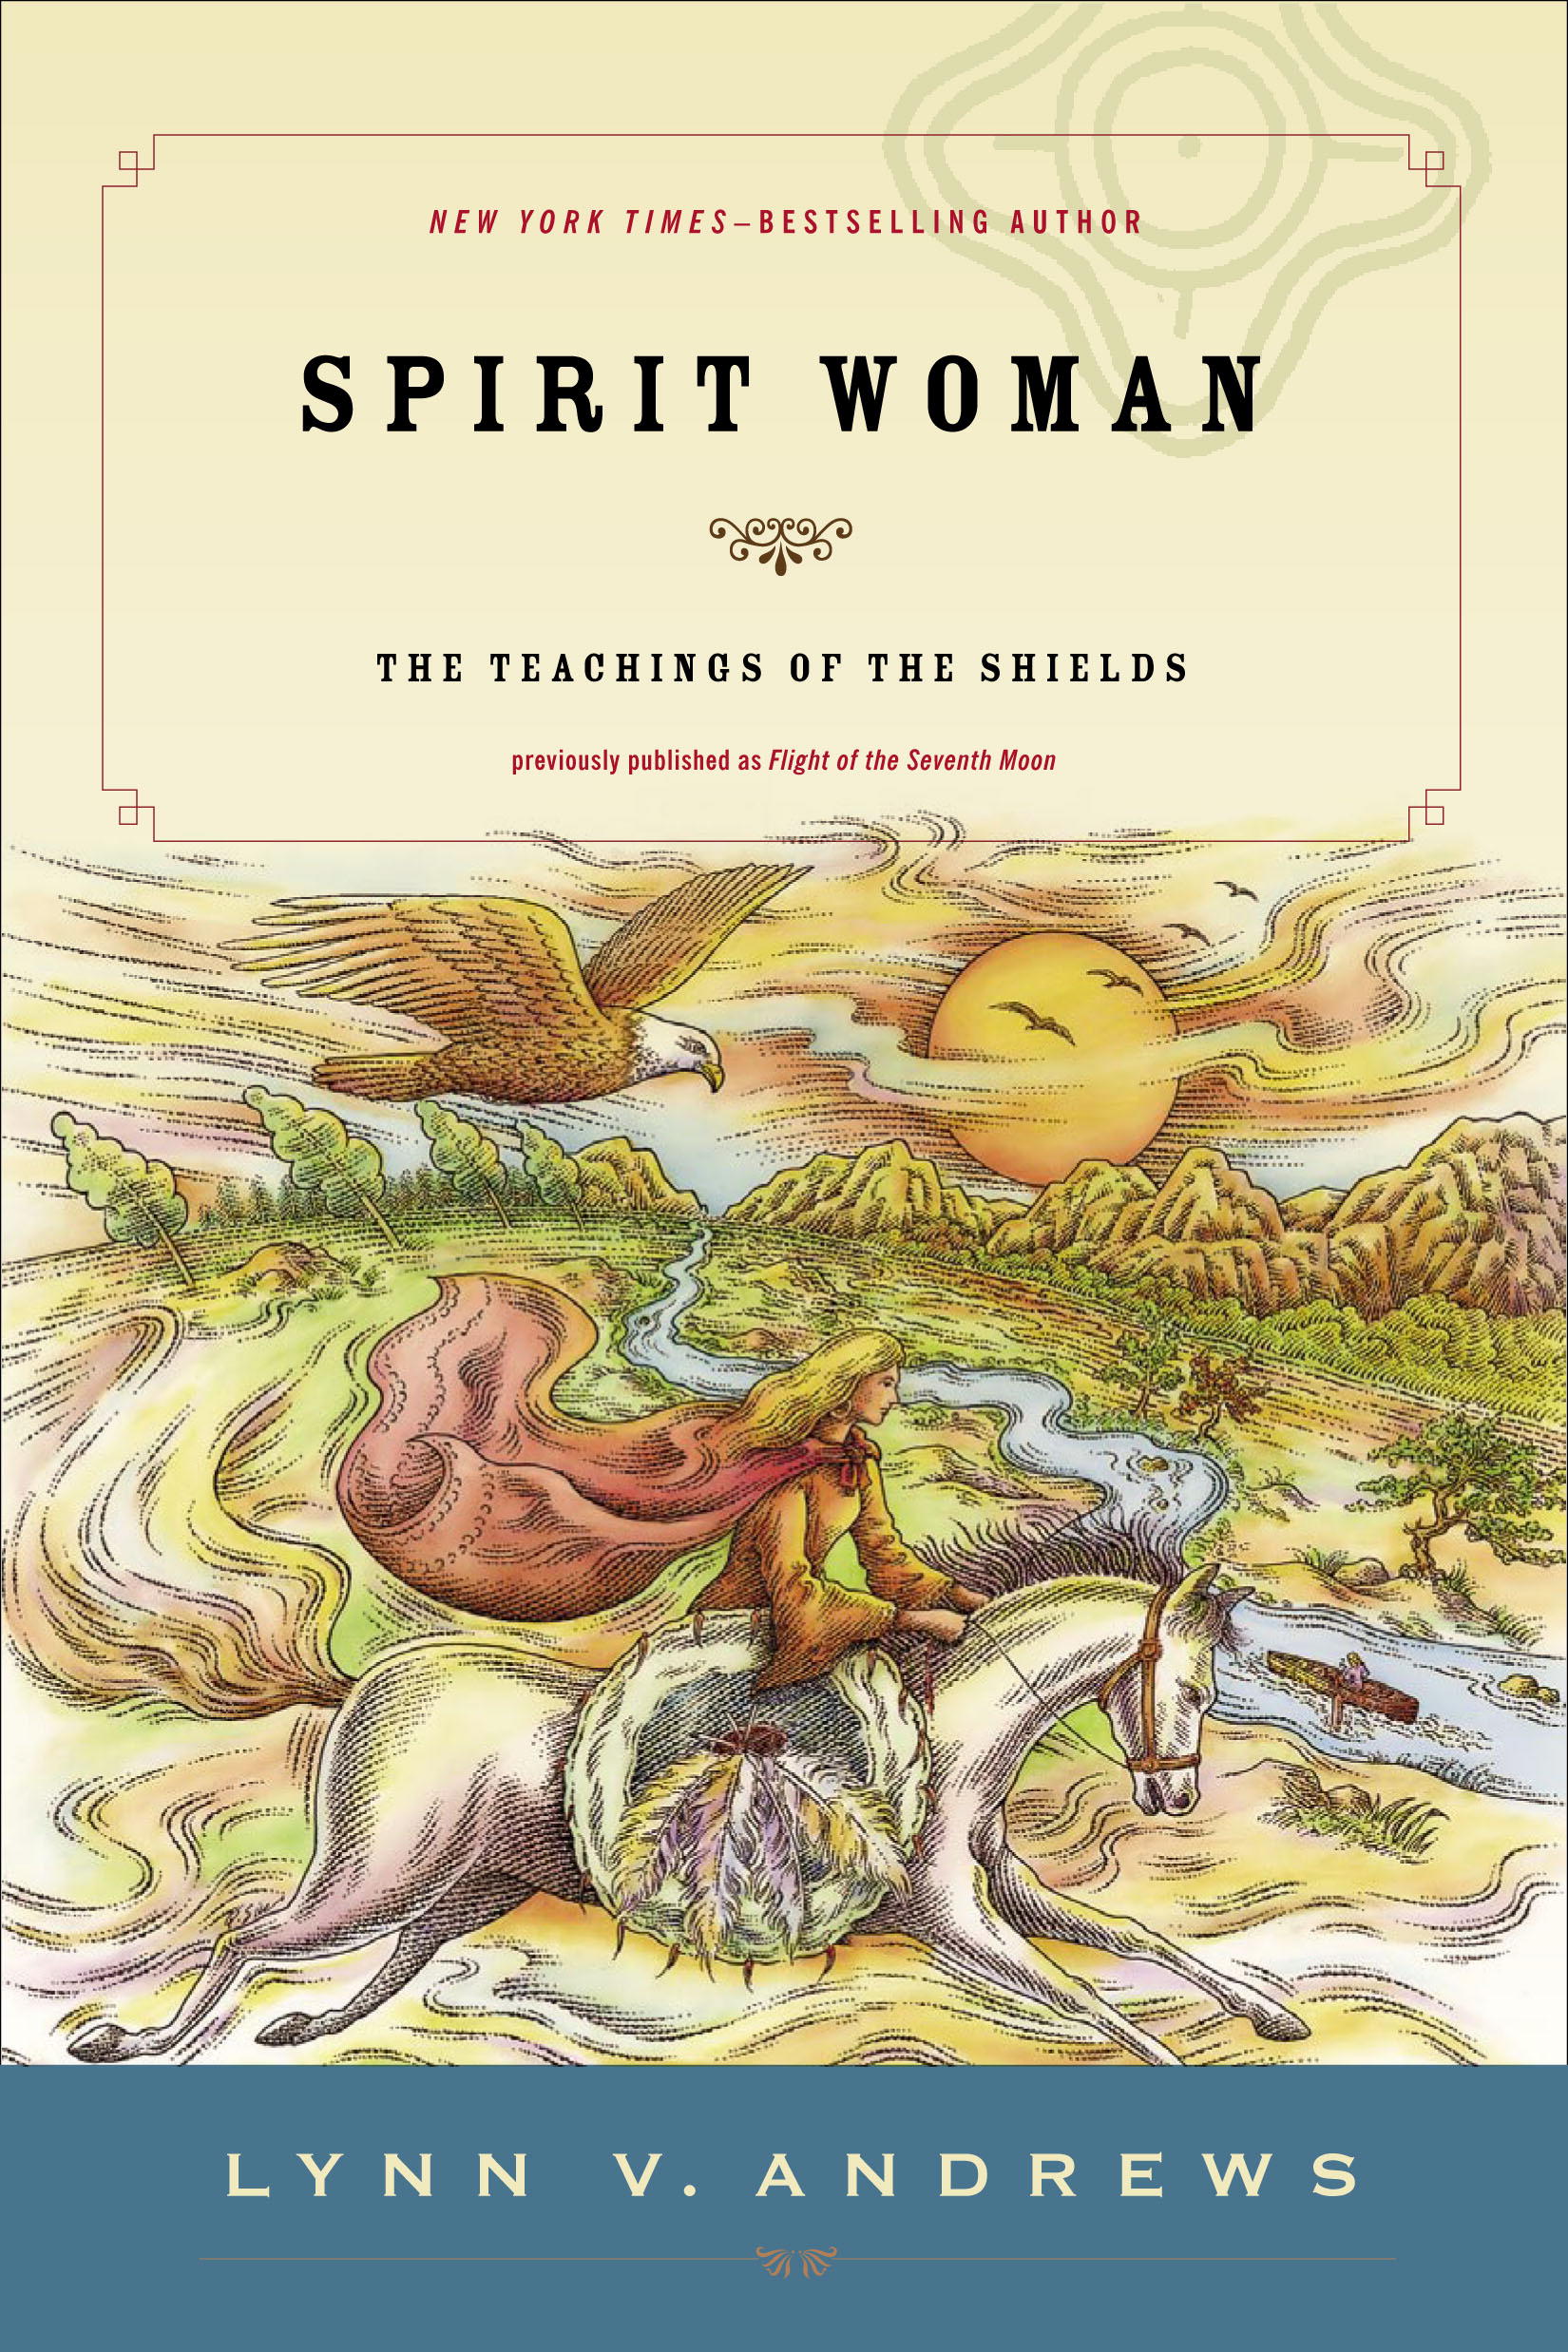 NEW YORK TIMES–BESTSELLING AUTHOR
SPIRIT WOMAN
THE TEACHINGS OF THE SHIELDS
previously published as Flight of the Seventh Moon
LYNN V. ANDREWS